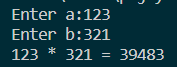 Enter a:123
Enter b:321
123 * 321 = 39483